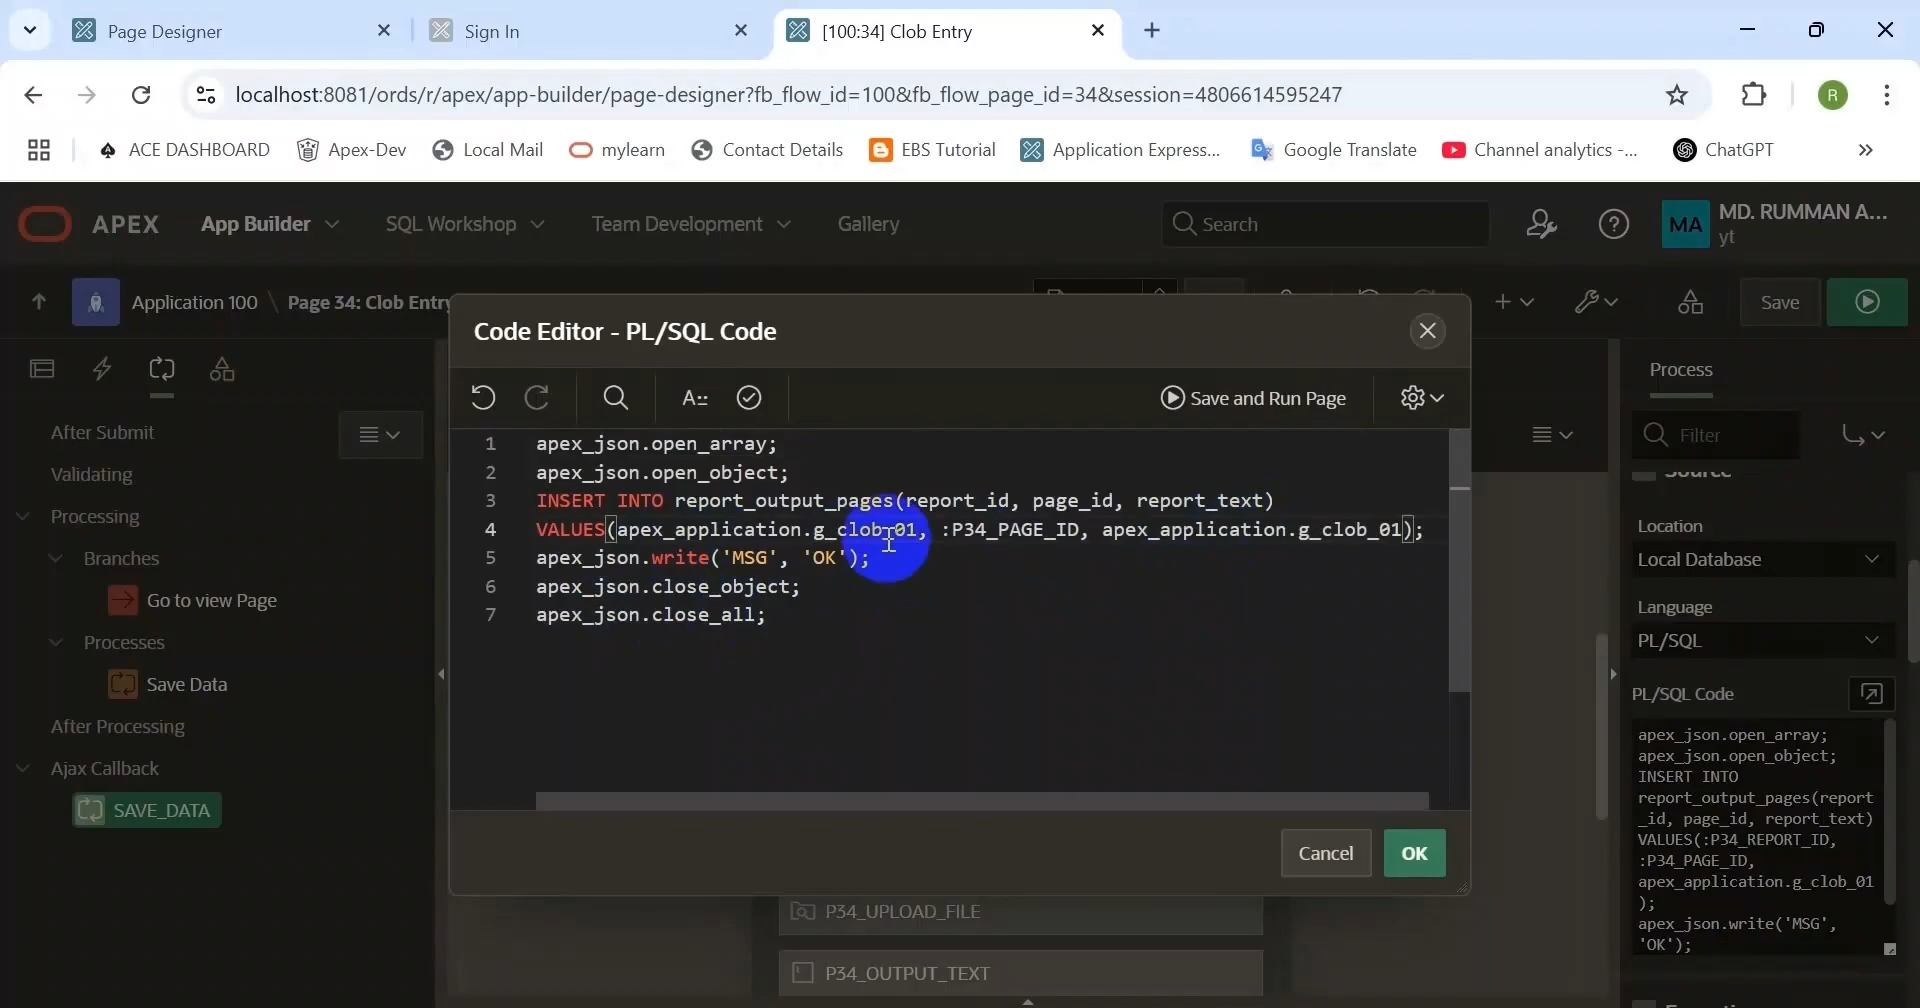 Page Designer
Sign In
[100:34] Clob Entry
localhost:8081/ords/r/apex/app-builder/page-designer?fb_flow_id=100&fb_flow_page_id=34&session=4806614595247
R
ACE DASHBOARD
Apex-Dev
Local Mail
mylearn
Contact Details
EBS Tutorial
Application Express...
Google Translate
Channel analytics -...
ChatGPT
APEX
App Builder
SQL Workshop
Team Development
Gallery
Search
MA
MD. RUMMAN A...
yt
Application 100 \ Page 34: Clob Entry
Save
After Submit
Validating
Processing
Branches
Go to view Page
Processes
Save Data
After Processing
Ajax Callback
SAVE_DATA
Code Editor - PL/SQL Code
A
Save and Run Page
1 apex_json.open_array;
2 apex_json.open_object;
3 INSERT INTO report_output_pages(report_id, page_id, report_text)
4 VALUES(apex_application.g_clob_01, :P34_PAGE_ID, apex_application.g_clob_01);
5 apex_json.write('MSG', 'OK');
6 apex_json.close_object;
7 apex_json.close_all;
Cancel
OK
P34_UPLOAD_FILE
P34_OUTPUT_TEXT
Process
Filter
Source
Location
Local Database
Language
PL/SQL
PL/SQL Code
apex_json.open_array;
apex_json.open_object;
INSERT INTO
report_output_pages(report
_id, page_id, report_text)
VALUES(:P34_REPORT_ID,
:P34_PAGE_ID,
apex_application.g_clob_01
);
apex_json.write('MSG',
'OK');